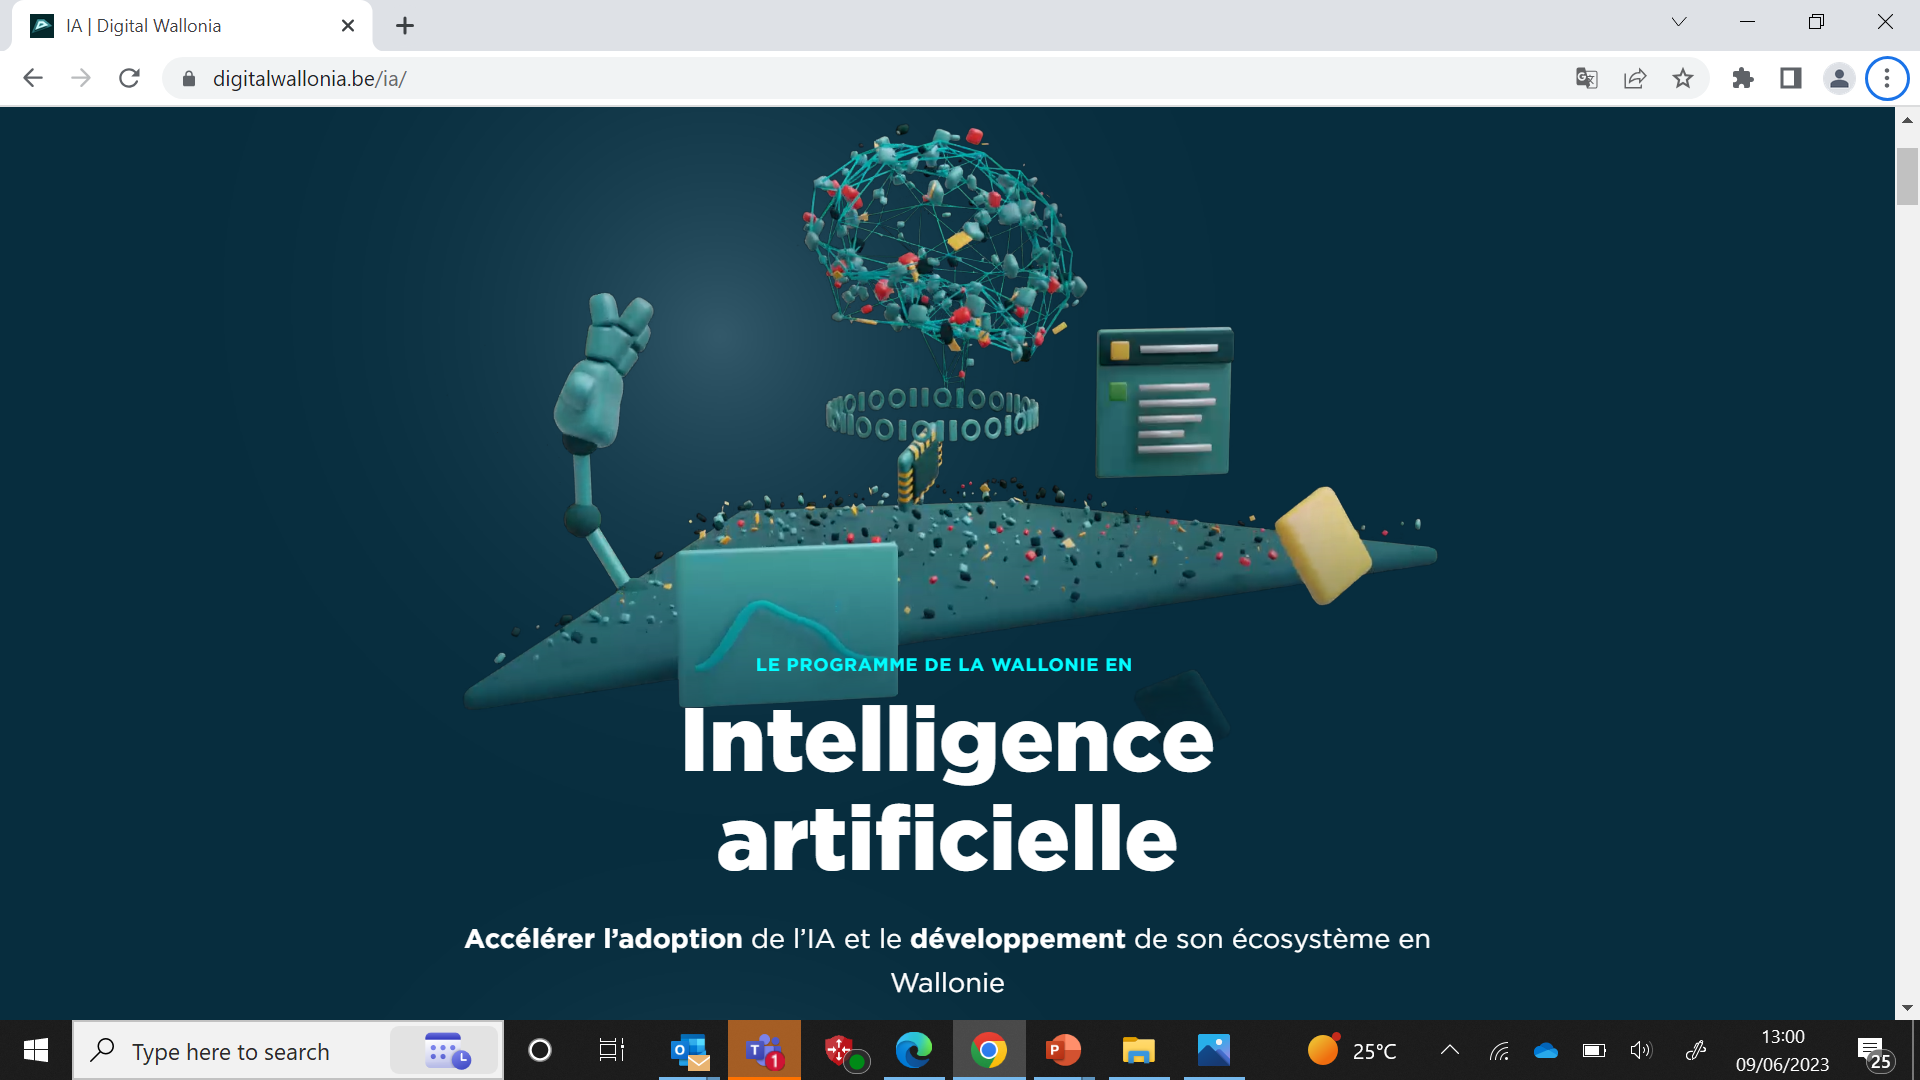 IA | Digital Wallonia
digitalwallonia.be/ia/
LE PROGRAMME DE LA WALLONIE EN
Intelligence
artificielle
Accélérer l’adoption de l’IA et le développement de son écosystème en
Wallonie
Type here to search
1
25°C
13:00
09/06/2023
25